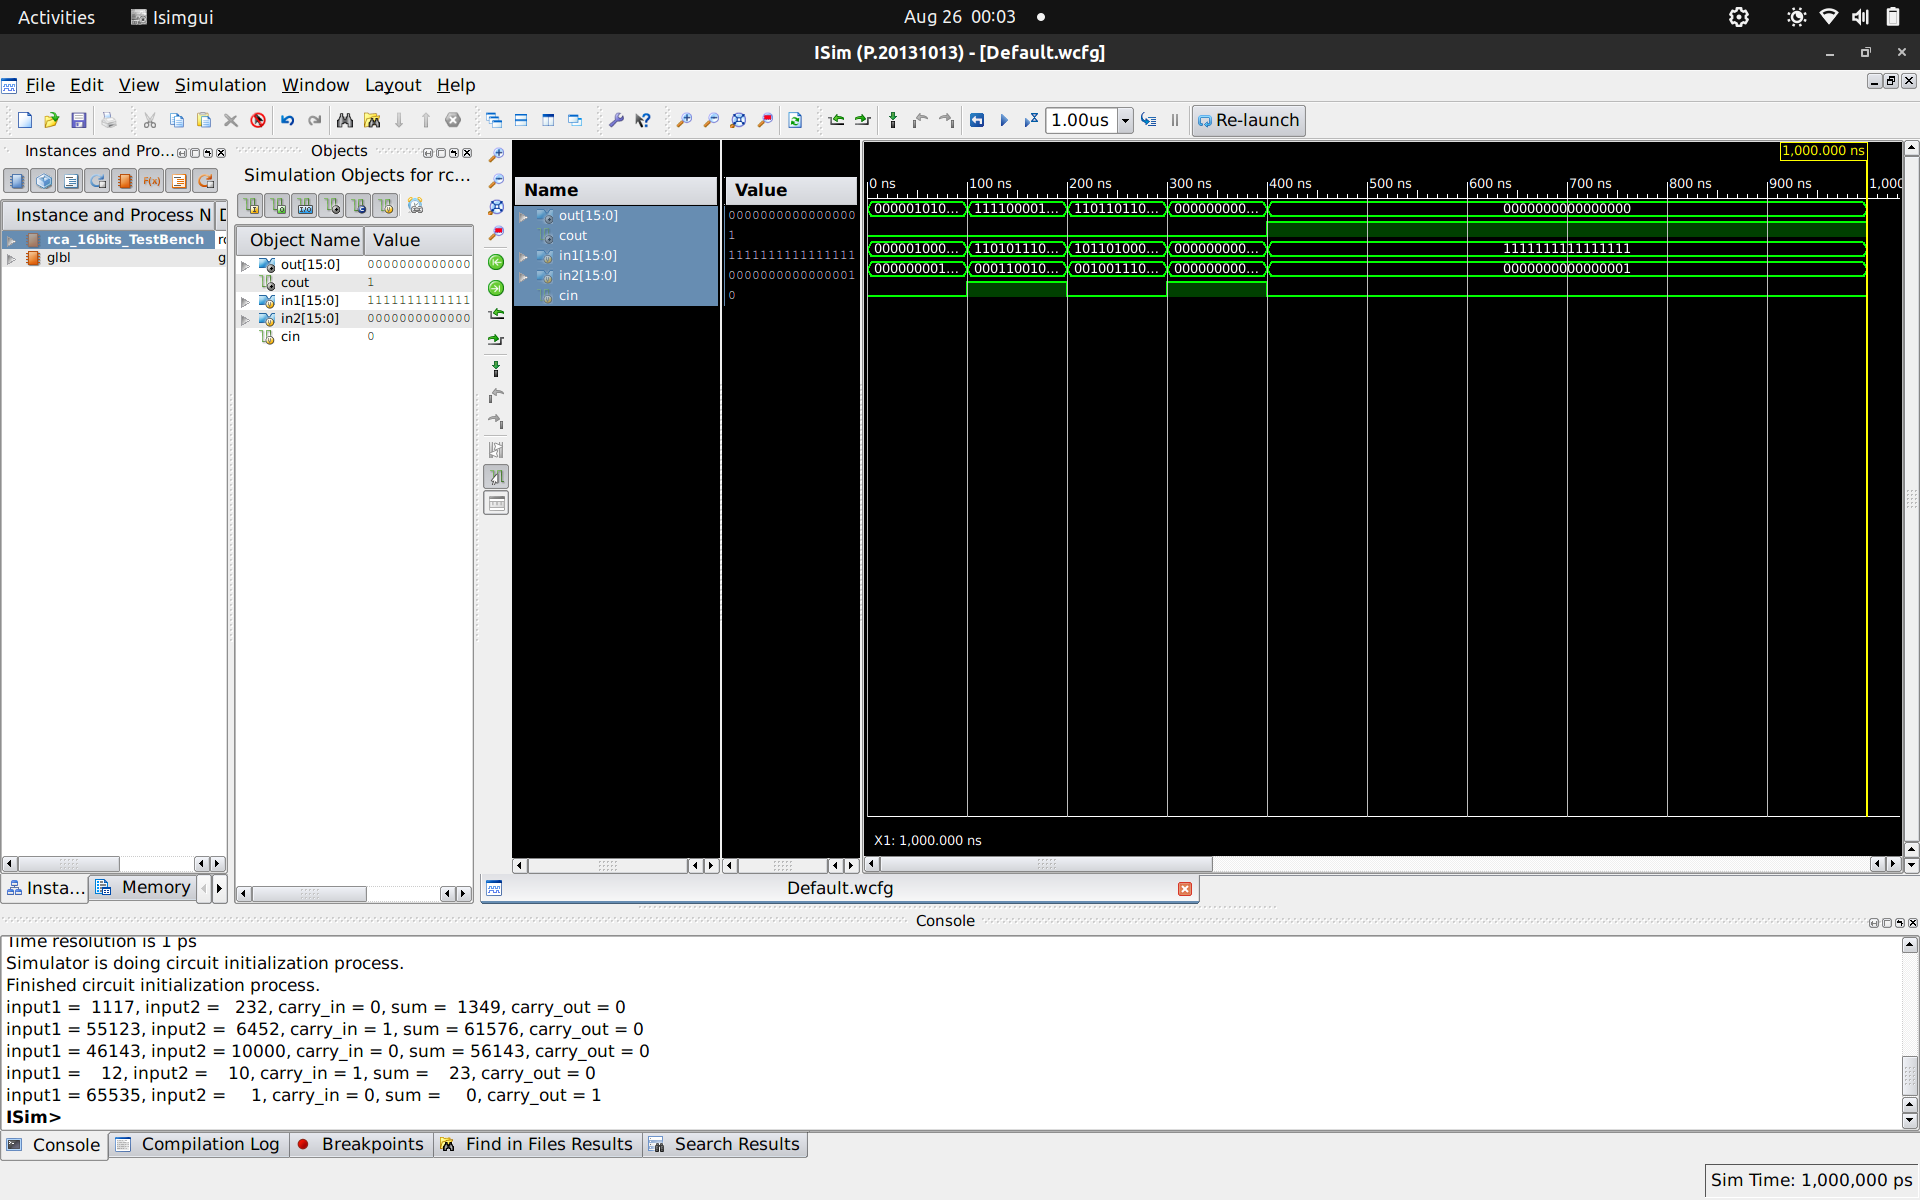 Activities
Isimgui
Aug 26 00:03
ISim (P.20131013) - [Default.wcfg]
File Edit View Simulation Window Layout Help
1.00us
Re-launch
Instances and Pro...
Instance and Process N
rca_16bits_TestBench
glbl
g
Insta...
Memory
Objects
Simulation Objects for rc...
Object Name Value
out[15:0] 0000000000000
cout 1
in1[15:0] 1111111111111
in2[15:0] 0000000000000
cin 0
Name Value
out[15:0] 0000000000000000
cout 1
in1[15:0] 1111111111111111
in2[15:0] 0000000000000001
cin 0
1,000.000 ns
0 ns 100 ns 200 ns 300 ns 400 ns 500 ns 600 ns 700 ns 800 ns 900 ns 1,000
000001010... 111100001... 110110110... 000000000... 0000000000000000
000001000... 110101110... 101101000... 000000000... 1111111111111111
000000001... 000110010... 001001110... 000000000... 0000000000000001
X1: 1,000.000 ns
Default.wcfg
Console
Time resolution is 1 ps
Simulator is doing circuit initialization process.
Finished circuit initialization process.
input1 =  1117, input2 =   232, carry_in = 0, sum =  1349, carry_out = 0
input1 = 55123, input2 =  6452, carry_in = 1, sum = 61576, carry_out = 0
input1 = 46143, input2 = 10000, carry_in = 0, sum = 56143, carry_out = 0
input1 =    12, input2 =    10, carry_in = 1, sum =    23, carry_out = 0
input1 = 65535, input2 =     1, carry_in = 0, sum =     0, carry_out = 1
ISim>
Console
Compilation Log
Breakpoints
Find in Files Results
Search Results
Sim Time: 1,000,000 ps